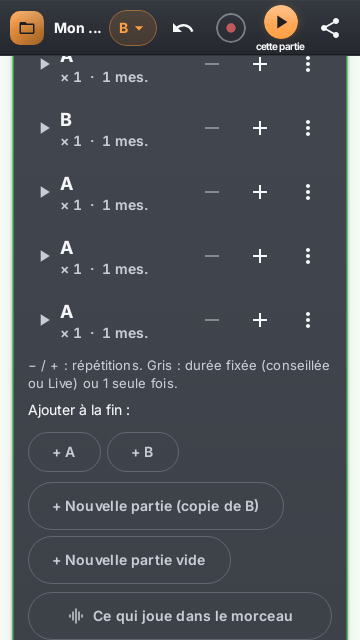 Mon ...
B
cette partie
A
× 1 · 1 mes.
B
× 1 · 1 mes.
A
× 1 · 1 mes.
A
× 1 · 1 mes.
A
× 1 · 1 mes.
− / + : répétitions. Gris : durée fixée (conseillée
ou Live) ou 1 seule fois.
Ajouter à la fin :
+ A
+ B
+ Nouvelle partie (copie de B)
+ Nouvelle partie vide
Ce qui joue dans le morceau